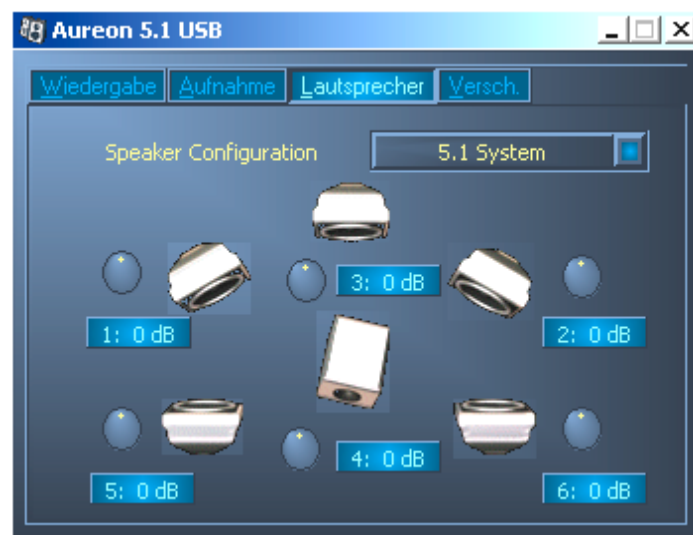 Aureon 5.1 USB
Wiedergabe Aufnahme Lautsprecher Versch.
Speaker Configuration 5.1 System
3: 0 dB
1: 0 dB 2: 0 dB
4: 0 dB
5: 0 dB 6: 0 dB